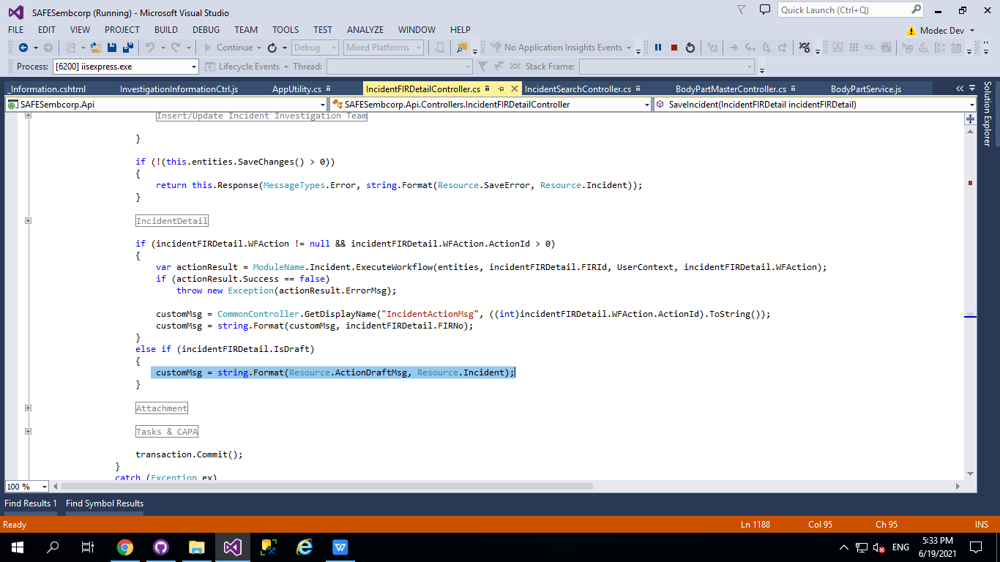 SAFESembcorp (Running) - Microsoft Visual Studio
Quick Launch (Ctrl+Q)
FILE EDIT VIEW PROJECT BUILD DEBUG TEAM TOOLS TEST ANALYZE WINDOW HELP
Modec Dev
Continue Debug Mixed Platforms No Application Insights Events SQL
Process: [6200] iisexpress.exe Lifecycle Events Thread: Stack Frame:
_Information.cshtml InvestigationInformationCtrl.js AppUtility.cs IncidentFIRDetailController.cs IncidentSearchController.cs BodyPartMasterController.cs BodyPartService.js
Solution Explorer
SAFESembcorp.Api SAFESembcorp.Api.Controllers.IncidentFIRDetailController SaveIncident(IncidentFIRDetail incidentFIRDetail)
Insert/Update Incident Investigation Team
}
if (!(this.entities.SaveChanges() > 0))
{
return this.Response(MessageTypes.Error, string.Format(Resource.SaveError, Resource.Incident));
}
IncidentDetail
if (incidentFIRDetail.WFAction != null && incidentFIRDetail.WFAction.ActionId > 0)
{
var actionResult = ModuleName.Incident.ExecuteWorkflow(entities, incidentFIRDetail.FIRId, UserContext, incidentFIRDetail.WFAction);
if (actionResult.Success == false)
throw new Exception(actionResult.ErrorMsg);
customMsg = CommonController.GetDisplayName("IncidentActionMsg", ((int)incidentFIRDetail.WFAction.ActionId).ToString());
customMsg = string.Format(customMsg, incidentFIRDetail.FIRNo);
}
else if (incidentFIRDetail.IsDraft)
{
customMsg = string.Format(Resource.ActionDraftMsg, Resource.Incident);
}
Attachment
Tasks & CAPA
transaction.Commit();
}
catch (Exception ex)
100 %
Find Results 1 Find Symbol Results
Ready Ln 1188 Col 95 Ch 95 INS
ENG
5:33 PM
6/19/2021